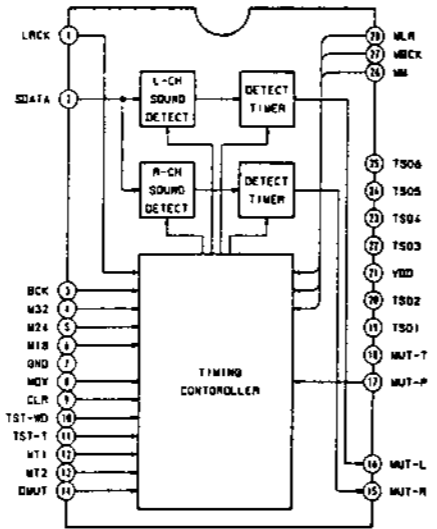 LRCK 1
SDATA 2
BCK 3
M32 4
M24 5
M18 6
GND 7
MDY 8
CLR 9
TST-WD 10
TST-T 11
MT1 12
MT2 13
DMUT 14
L-CH
SOUND
DETECT
DETECT
TIMER
R-CH
SOUND
DETECT
DETECT
TIMER
TIMING
CONTOROLLER
28 MLR
27 MBCK
26
25 TSO6
24 TSO5
23 TSO4
22 TSO3
21 VDD
20 TSO2
19 TSO1
18 MUT-T
17 MUT-P
16 MUT-L
15 MUT-R